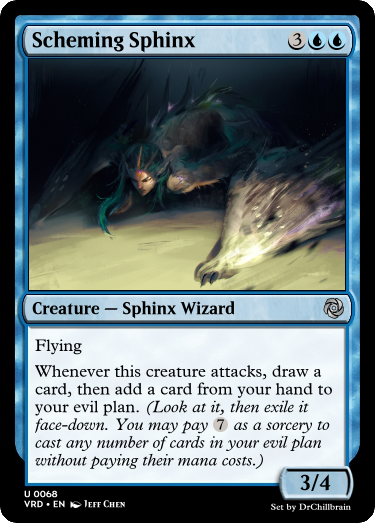 Scheming Sphinx 3
Creature — Sphinx Wizard
Flying
Whenever this creature attacks, draw a
card, then add a card from your hand to
your evil plan. (Look at it, then exile it
face-down. You may pay 7 as a sorcery to
cast any number of cards in your evil plan
without paying their mana costs.)
3/4
U 0068
VRD • EN Jeff Chen
Set by DrChillbrain